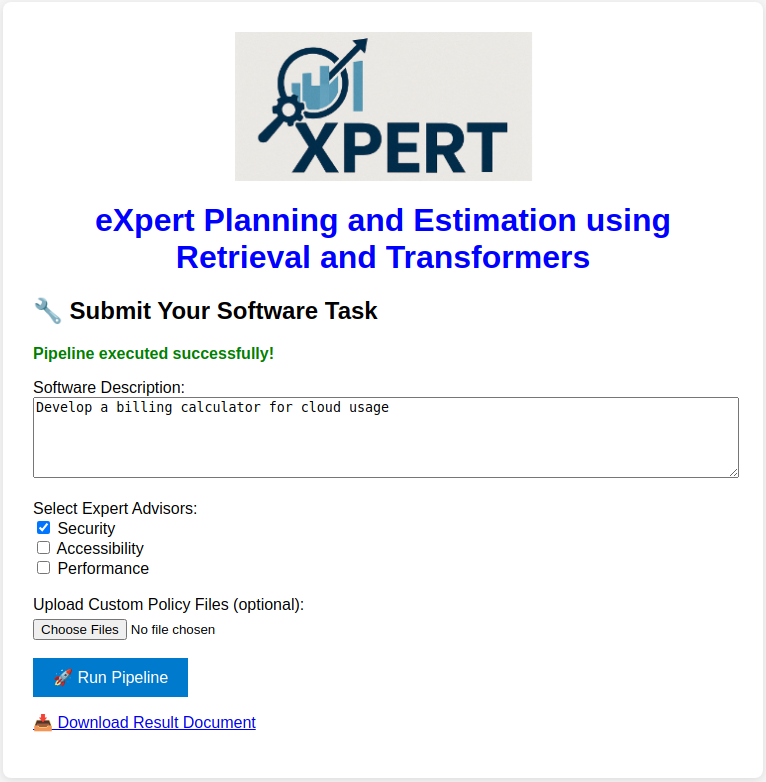 XPERT
eXpert Planning and Estimation using
Retrieval and Transformers
🔧 Submit Your Software Task
Pipeline executed successfully!
Software Description:
Develop a billing calculator for cloud usage
Select Expert Advisors:
Security
Accessibility
Performance
Upload Custom Policy Files (optional):
Choose Files No file chosen
🚀 Run Pipeline
📥 Download Result Document